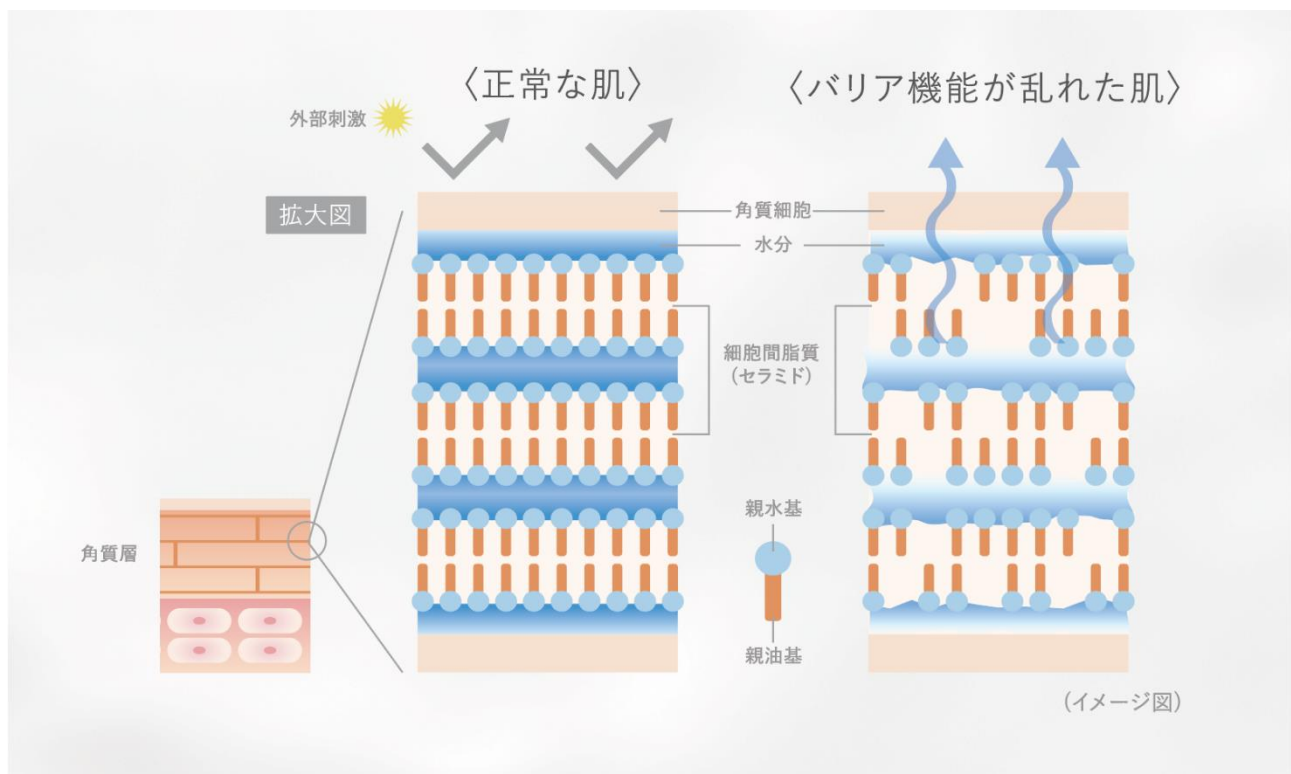 〈正常な肌〉
〈バリア機能が乱れた肌〉
外部刺激
拡大図
角質細胞
水分
細胞間脂質
(セラミド)
親水基
角質層
親油基
(イメージ図)